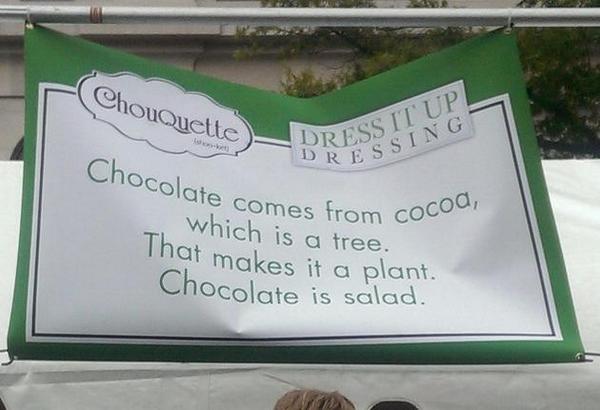 ChouQuette
(shoo-ket)
DRESS IT UP
DRESSING
Chocolate comes from cocoa,
which is a tree.
That makes it a plant.
Chocolate is salad.